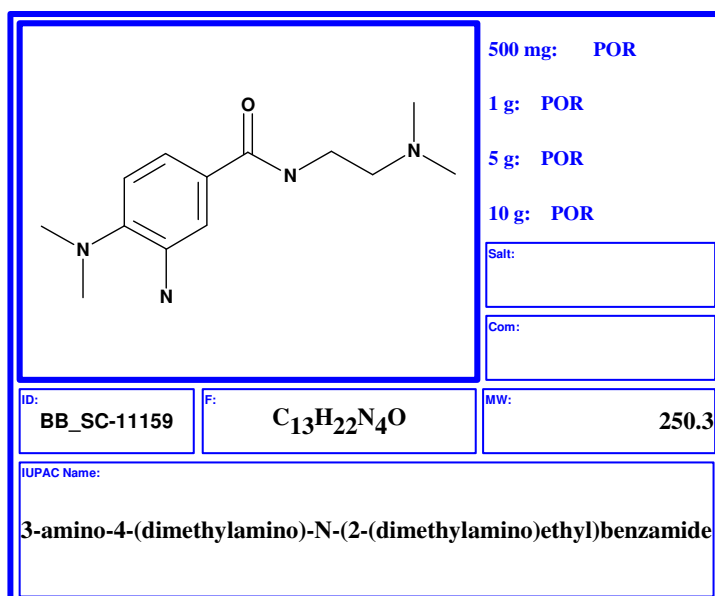 500 mg: POR
1 g: POR
5 g: POR
10 g: POR
O
N
N
N
N
Salt:
Com:
ID:
BB_SC-11159
F:
C13H22N4O
MW:
250.3
IUPAC Name:
3-amino-4-(dimethylamino)-N-(2-(dimethylamino)ethyl)benzamide